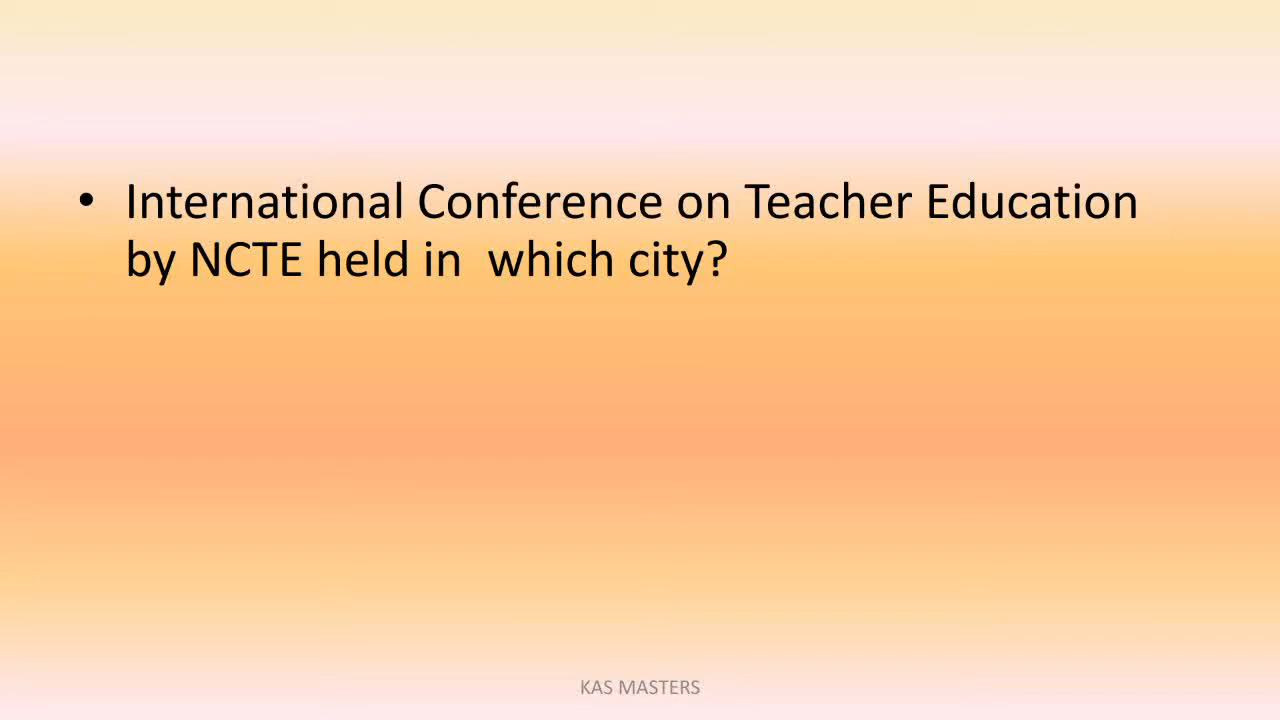 • International Conference on Teacher Education
by NCTE held in  which city?
KAS MASTERS